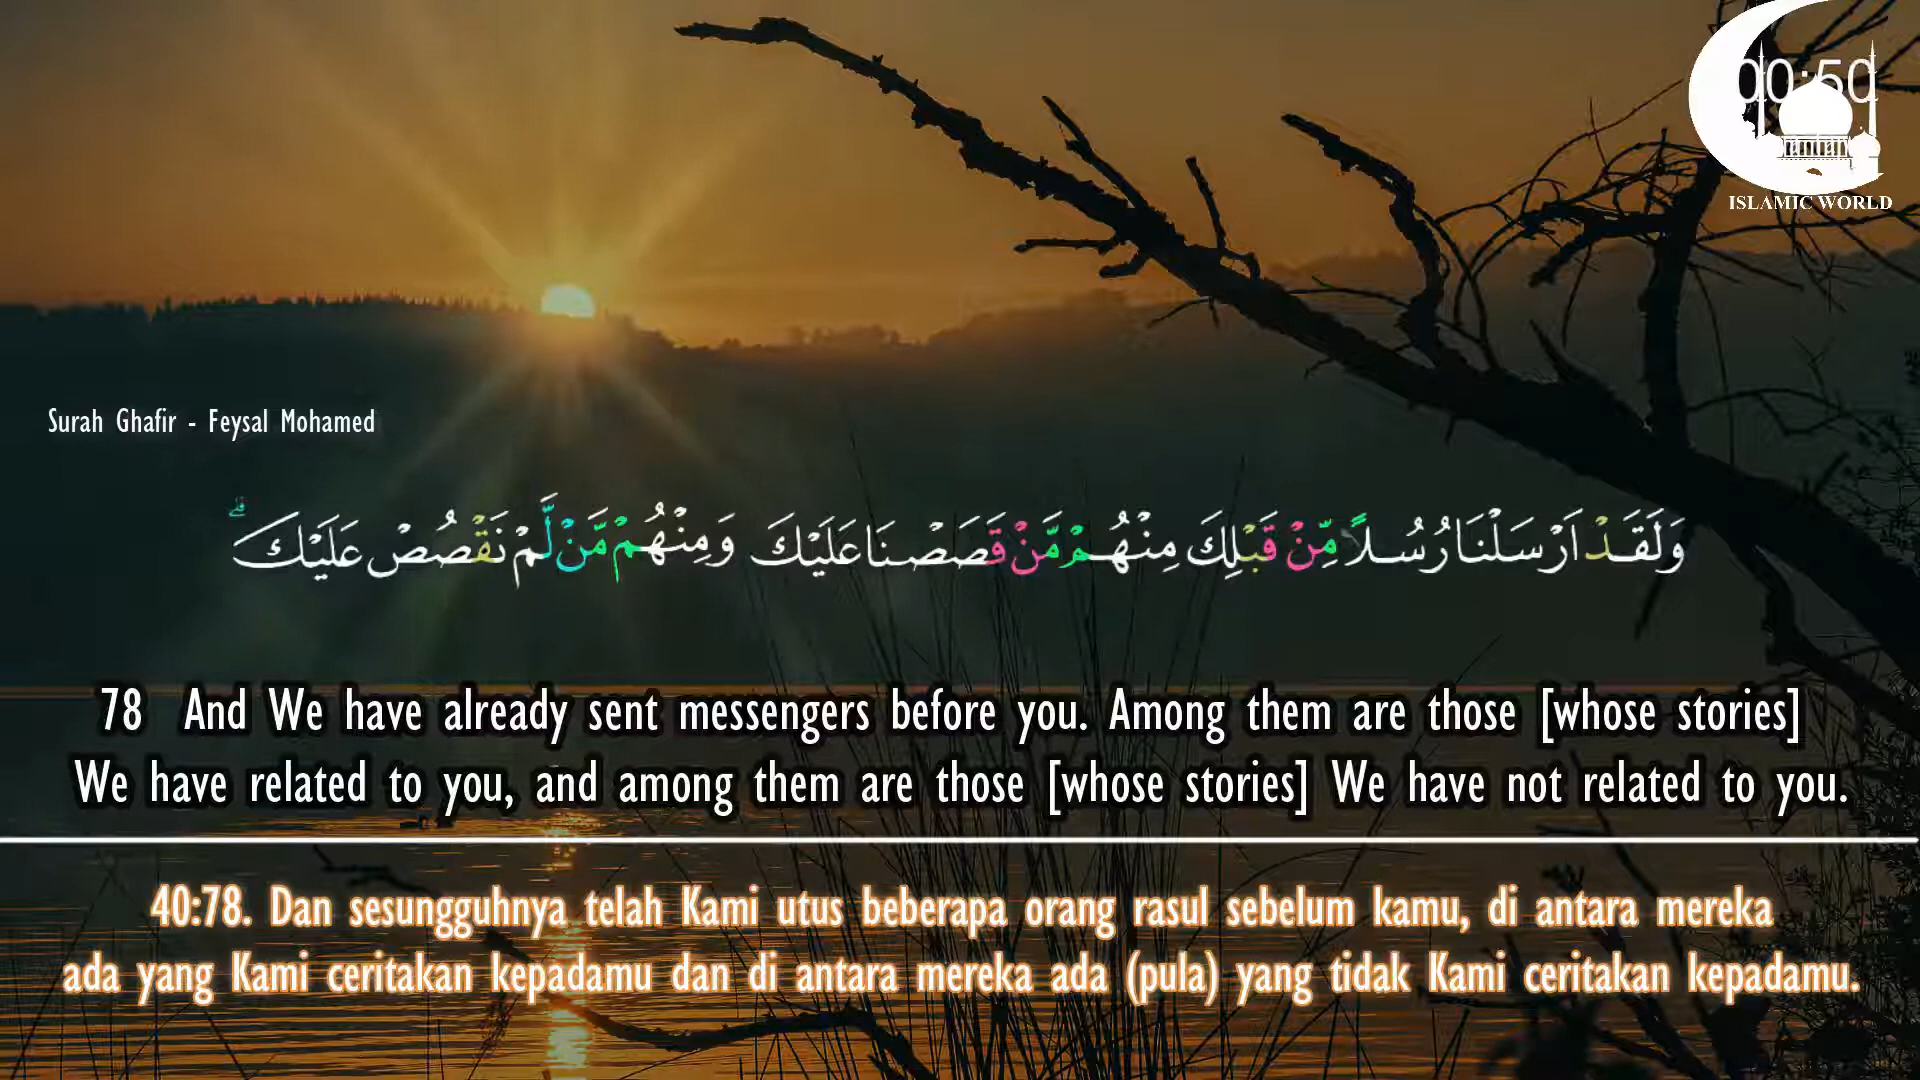 00:50
ISLAMIC WORLD
Surah Ghafir - Feysal Mohamed
وَلَقَدْ اَرْسَلْنَا رُسُلًا مِّنْ قَبْلِكَ مِنْهُمْ مَّنْ قَصَصْنَا عَلَيْكَ وَمِنْهُمْ مَّنْ لَّمْ نَقْصُصْ عَلَيْكَ ۗ
78 And We have already sent messengers before you. Among them are those [whose stories]
We have related to you, and among them are those [whose stories] We have not related to you.
40:78. Dan sesungguhnya telah Kami utus beberapa orang rasul sebelum kamu, di antara mereka
ada yang Kami ceritakan kepadamu dan di antara mereka ada (pula) yang tidak Kami ceritakan kepadamu.